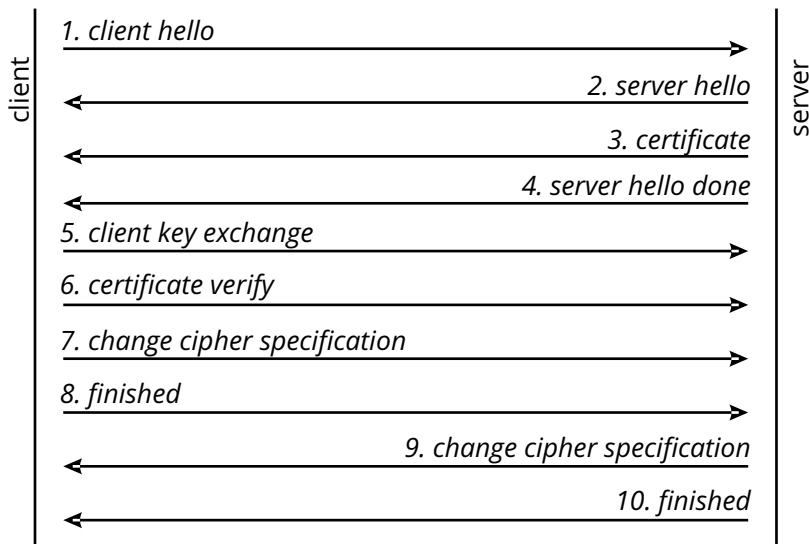 client
server
1. client hello
2. server hello
3. certificate
4. server hello done
5. client key exchange
6. certificate verify
7. change cipher specification
8. finished
9. change cipher specification
10. finished